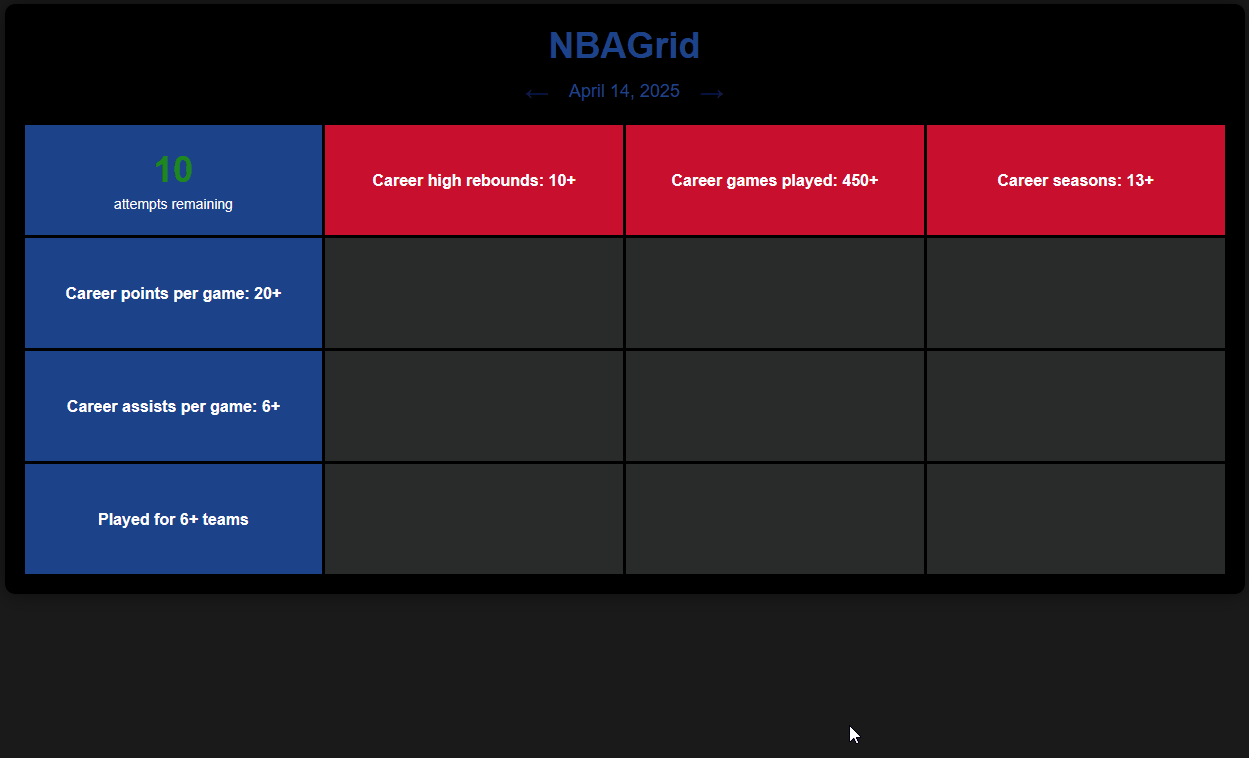 NBAGrid
← April 14, 2025 →
10
attempts remaining
Career high rebounds: 10+
Career games played: 450+
Career seasons: 13+
Career points per game: 20+
Career assists per game: 6+
Played for 6+ teams